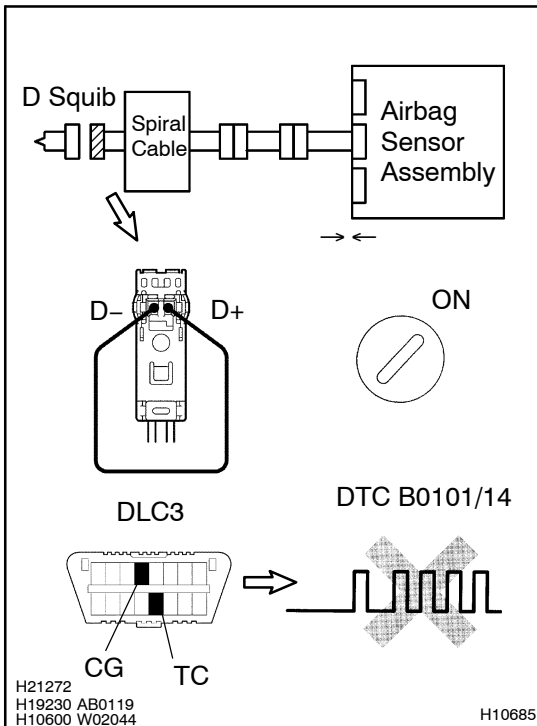 D Squib
Spiral
Cable
Airbag
Sensor
Assembly
D−
D+
ON
DLC3
DTC B0101/14
CG
TC
H21272
H19230 AB0119
H10600 W02044
H10685